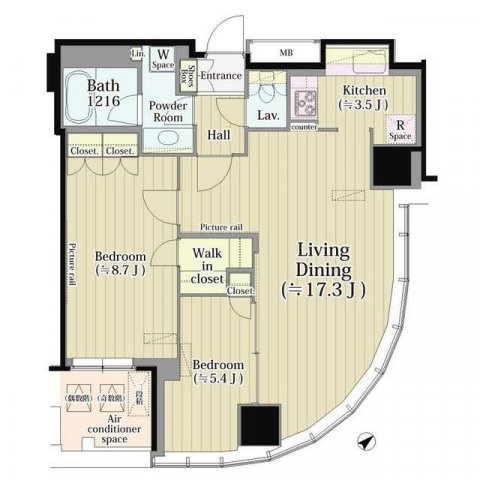 Lin.
W
Space
Shoes
Box
Entrance
MB
Bath
1216
Powder
Room
Hall
Lav.
Kitchen
(≒3.5 J)
counter
R
Space
Closet.
Closet.
Picture rail
Picture rail
Bedroom
(≒8.7 J)
Walk
in
closet
Closet.
Living
Dining
(≒17.3 J)
Bedroom
(≒5.4 J)
(偶数階)
(奇数階)
段積
Air
conditioner
space